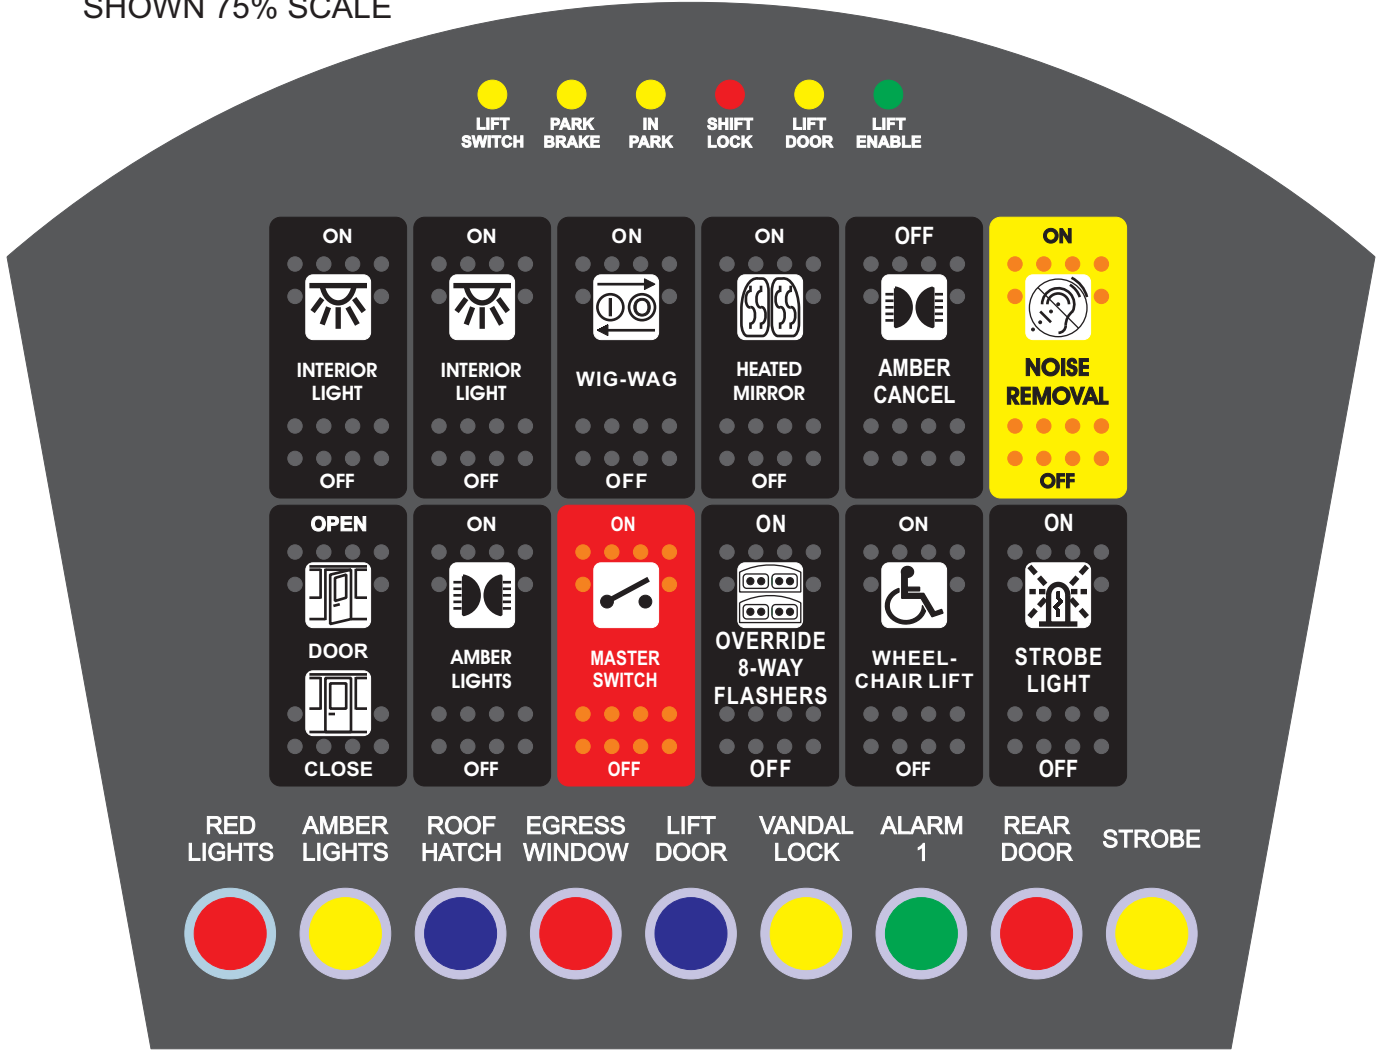 SHOWN 75% SCALE
LIFT
SWITCH
PARK
BRAKE
IN
PARK
SHIFT
LOCK
LIFT
DOOR
LIFT
ENABLE
ON
INTERIOR
LIGHT
OFF
ON
INTERIOR
LIGHT
OFF
ON
WIG-WAG
OFF
ON
HEATED
MIRROR
OFF
OFF
AMBER
CANCEL
ON
NOISE
REMOVAL
OFF
OPEN
DOOR
CLOSE
ON
AMBER
LIGHTS
OFF
ON
MASTER
SWITCH
OFF
ON
OVERRIDE
8-WAY
FLASHERS
OFF
ON
WHEEL-
CHAIR LIFT
OFF
ON
STROBE
LIGHT
OFF
RED
LIGHTS
AMBER
LIGHTS
ROOF
HATCH
EGRESS
WINDOW
LIFT
DOOR
VANDAL
LOCK
ALARM
1
REAR
DOOR
STROBE